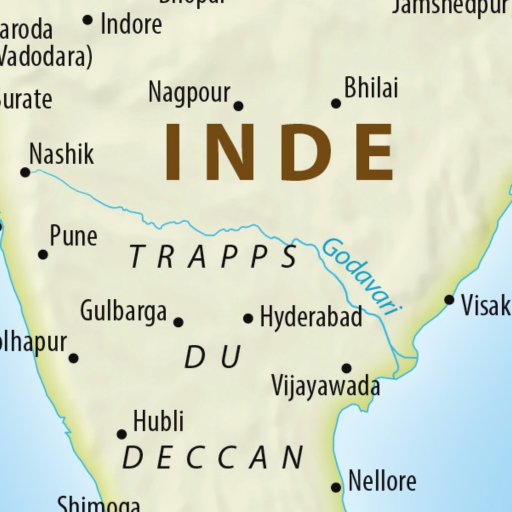 Jamshedpur
Indore
aroda
Vadodara)
Bhilai
urate
Nagpour
INDE
Nashik
Pune
TRAPPS
Godavari
Gulbarga
Hyderabad
Visak
olhapur
DU
Vijayawada
Hubli
DECCAN
Nellore
Shimoga